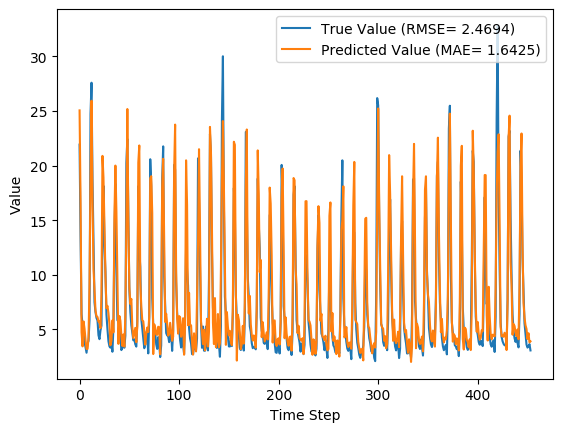 True Value (RMSE= 2.4694)
Predicted Value (MAE= 1.6425)
30
25
20
15
10
5
Value
0
100
200
300
400
Time Step